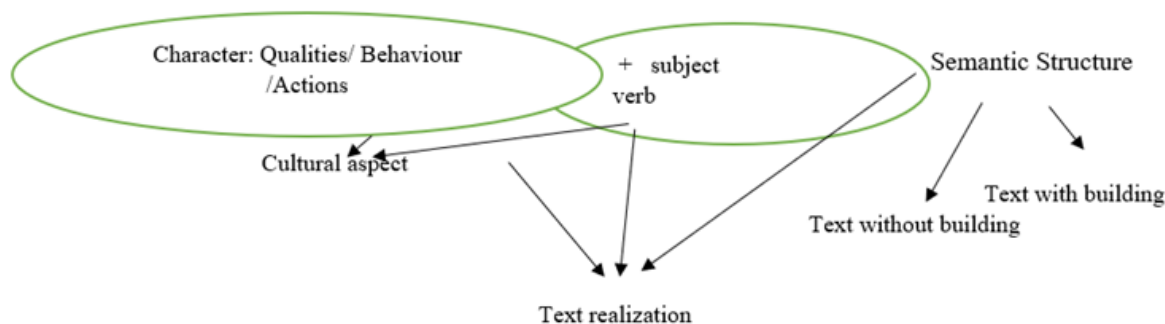 Character: Qualities/ Behaviour
/Actions
+ subject
verb
Semantic Structure
Cultural aspect
Text with building
Text without building
Text realization